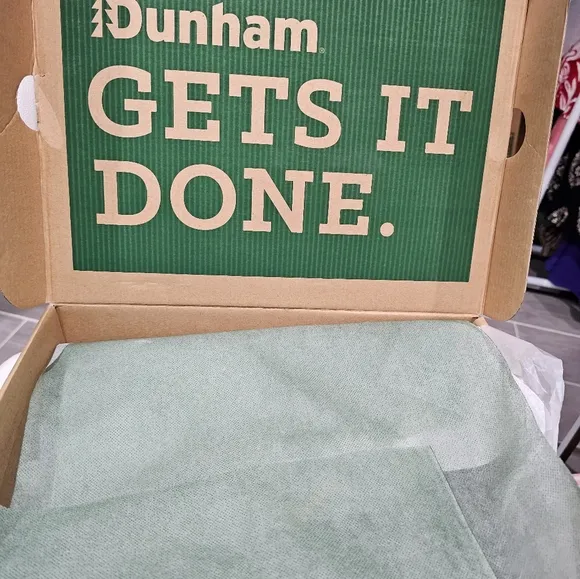 Dunham®
GETS IT
DONE.